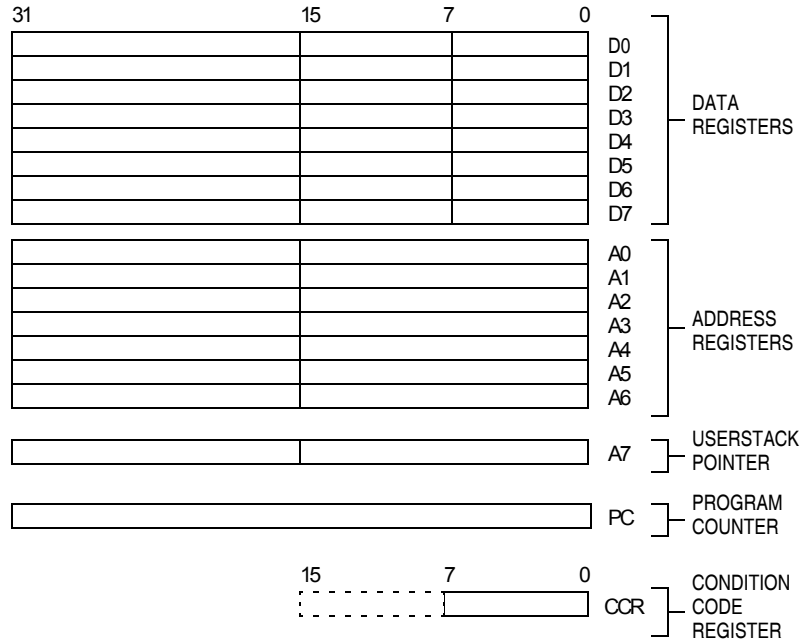 31 15 7 0
D0
D1
D2
D3
D4
D5
D6
D7
DATA
REGISTERS
A0
A1
A2
A3
A4
A5
A6
ADDRESS
REGISTERS
A7
USERSTACK
POINTER
PC
PROGRAM
COUNTER
15 7 0
CCR
CONDITION
CODE
REGISTER